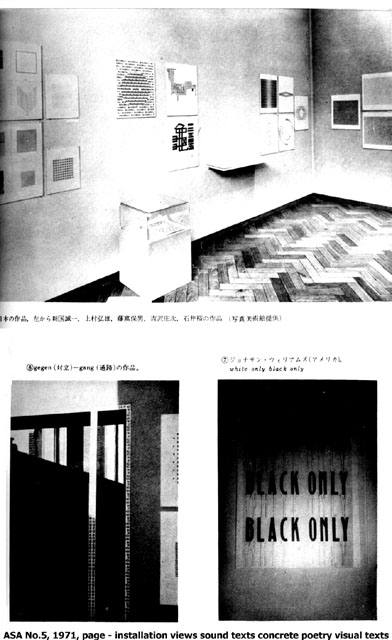 日本の作品，左から新国誠一，上村弘雄，藤富保男，吉沢庄次，石井裕の作品（写真美術館提供）
⑦ジョナサン・ウィリアムズ（アメリカ），
white only black only
⑧gegen（対立）—gang（通路）の作品。
BLACK ONLY
BLACK ONLY
ASA No.5, 1971, page - installation views sound texts concrete poetry visual texts